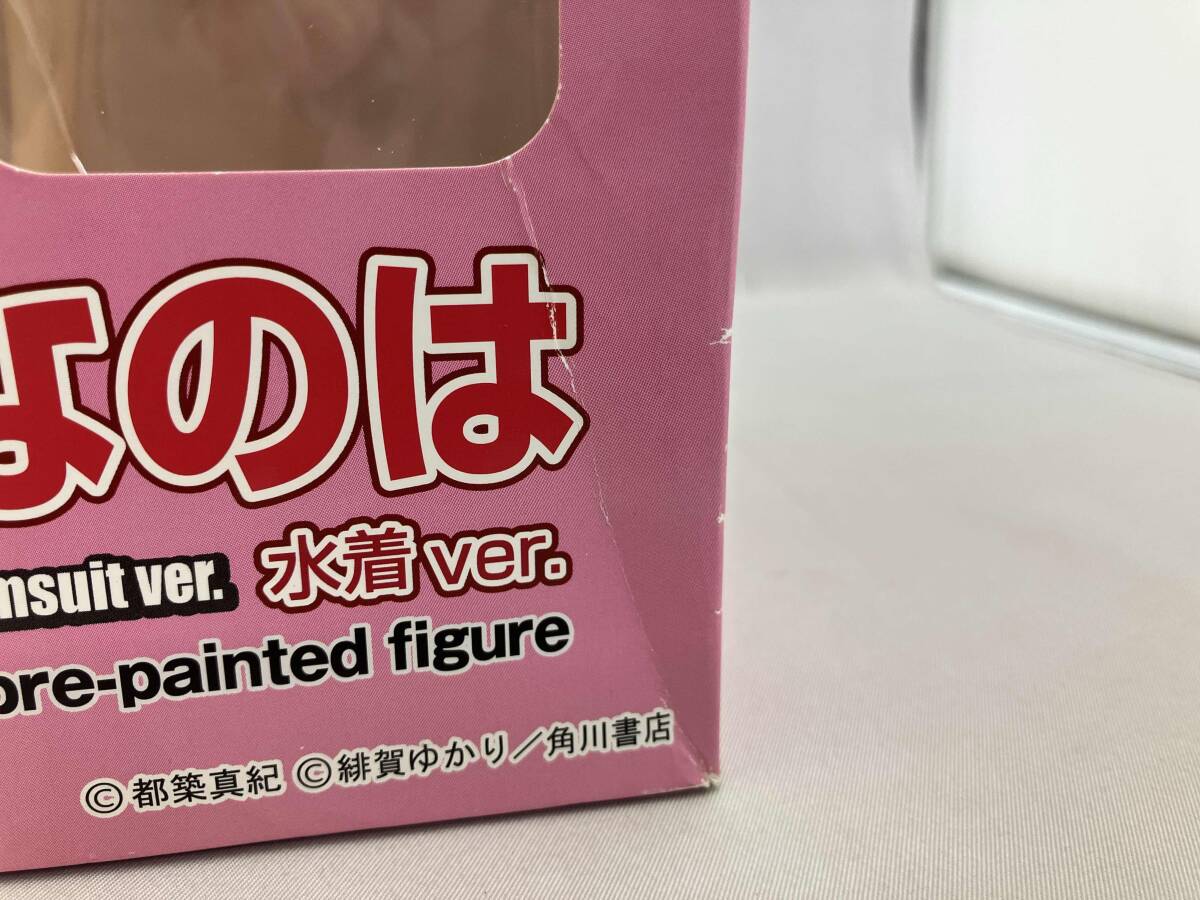 なのは
msuit ver. 水着 ver.
pre-painted figure
©都築真紀 ©緋賀ゆかり／角川書店